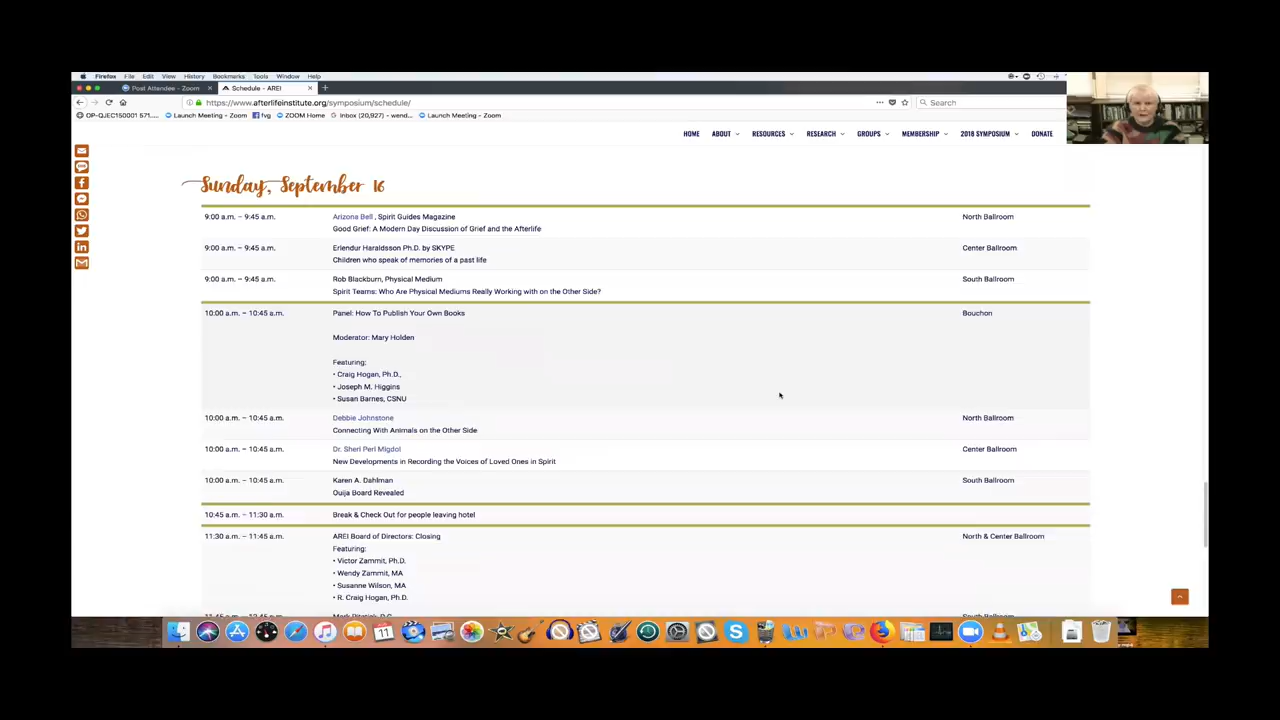 Firefox File Edit View History Bookmarks Tools Window Help
Post Attendee - Zoom
Schedule - AREI
https://www.afterlifeinstitute.org/symposium/schedule/
Search
OP-QJEC150001 571.... Launch Meeting - Zoom fvg ZOOM Home Inbox (20,927) - wend... Launch Meeting - Zoom
HOME ABOUT RESOURCES RESEARCH GROUPS MEMBERSHIP 2018 SYMPOSIUM DONATE
Sunday, September 16
9:00 a.m. – 9:45 a.m. Arizona Bell , Spirit Guides Magazine North Ballroom
Good Grief: A Modern Day Discussion of Grief and the Afterlife
9:00 a.m. – 9:45 a.m. Erlendur Haraldsson Ph.D. by SKYPE Center Ballroom
Children who speak of memories of a past life
9:00 a.m. – 9:45 a.m. Rob Blackburn, Physical Medium South Ballroom
Spirit Teams: Who Are Physical Mediums Really Working with on the Other Side?
10:00 a.m. – 10:45 a.m. Panel: How To Publish Your Own Books Bouchon
Moderator: Mary Holden
Featuring:
• Craig Hogan, Ph.D.,
• Joseph M. Higgins
• Susan Barnes, CSNU
10:00 a.m. – 10:45 a.m. Debbie Johnstone North Ballroom
Connecting With Animals on the Other Side
10:00 a.m. – 10:45 a.m. Dr. Sheri Perl Migdol Center Ballroom
New Developments in Recording the Voices of Loved Ones in Spirit
10:00 a.m. – 10:45 a.m. Karen A. Dahlman South Ballroom
Ouija Board Revealed
10:45 a.m. – 11:30 a.m. Break & Check Out for people leaving hotel
11:30 a.m. – 11:45 a.m. AREI Board of Directors: Closing North & Center Ballroom
Featuring:
• Victor Zammit, Ph.D.
• Wendy Zammit, MA
• Susanne Wilson, MA
• R. Craig Hogan, Ph.D.
11